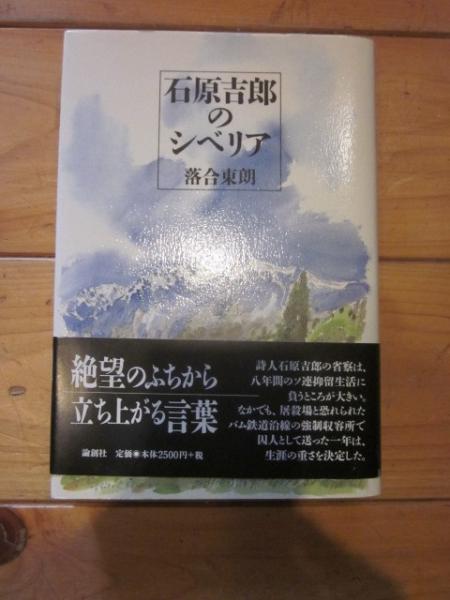 石原吉郎
の
シベリア
落合東朗
絶望のふちから
立ち上がる言葉
論創社 定価◉本体2500円+税
詩人石原吉郎の省察は、
八年間のソ連抑留生活に
負うところが大きい。
なかでも、屠殺場と恐れられた
バム鉄道沿線の強制収容所で
囚人として送った一年は、
生涯の重さを決定した。